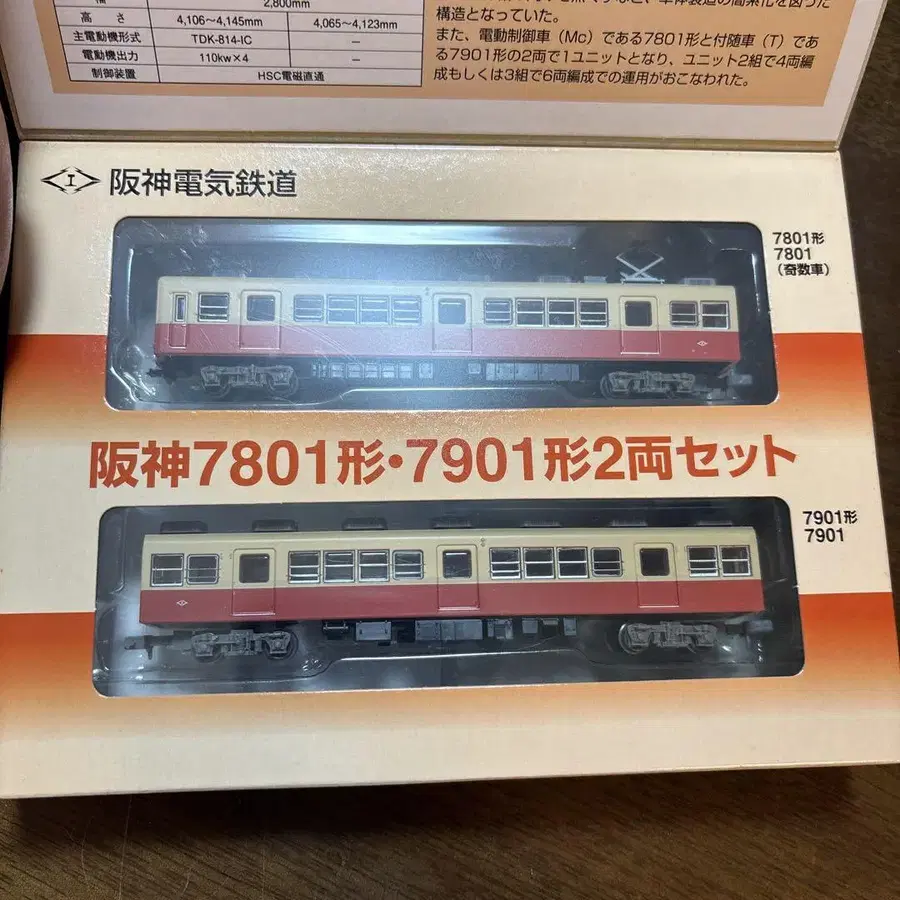 2,800mm
高 さ 4,106〜4,145mm 4,065〜4,123mm
主電動機形式 TDK-814-IC —
電動機出力 110kw×4 —
制御装置 HSC電磁直通
構造となっていた。
また、電動制御車（Mc）である7801形と付随車（T）であ
る7901形の2両で1ユニットとなり、ユニット2組で4両編
成もしくは3組で6両編成での運用がおこなわれた。
阪神電気鉄道
7801形
7801
（奇数車）
阪神7801形・7901形2両セット
7901形
7901